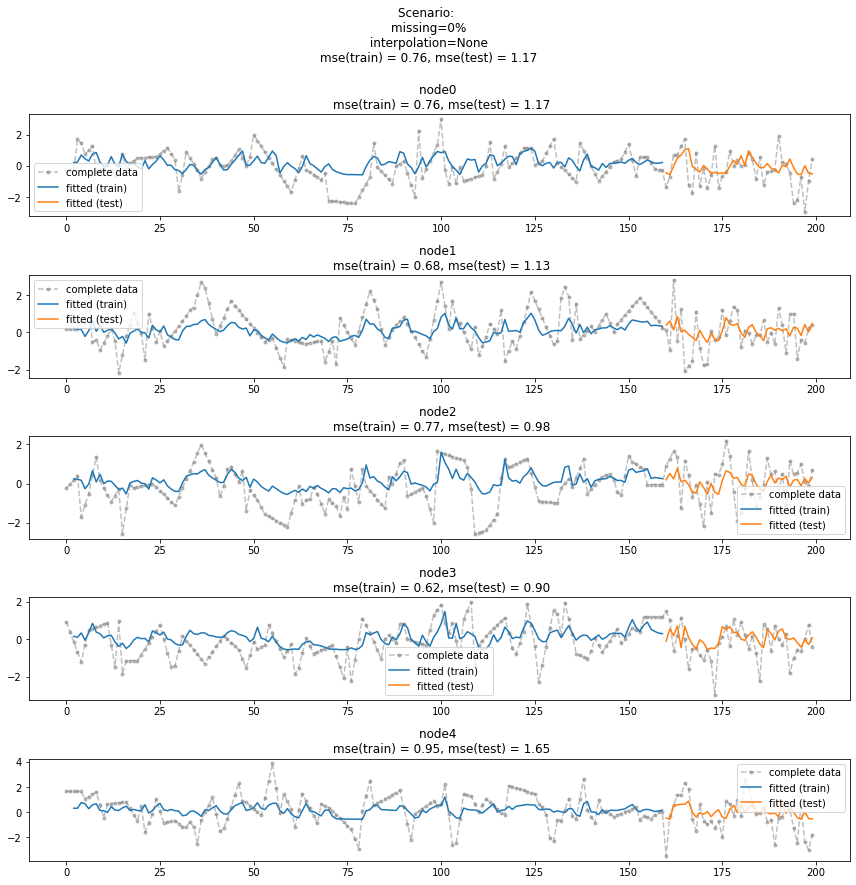 Scenario:
missing=0%
interpolation=None
mse(train) = 0.76, mse(test) = 1.17
node0
mse(train) = 0.76, mse(test) = 1.17
2
0
−2
complete data
fitted (train)
fitted (test)
0 25 50 75 100 125 150 175 200
node1
mse(train) = 0.68, mse(test) = 1.13
2
0
−2
complete data
fitted (train)
fitted (test)
0 25 50 75 100 125 150 175 200
node2
mse(train) = 0.77, mse(test) = 0.98
2
0
−2
complete data
fitted (train)
fitted (test)
0 25 50 75 100 125 150 175 200
node3
mse(train) = 0.62, mse(test) = 0.90
2
0
−2
complete data
fitted (train)
fitted (test)
0 25 50 75 100 125 150 175 200
node4
mse(train) = 0.95, mse(test) = 1.65
4
2
0
−2
complete data
fitted (train)
fitted (test)
0 25 50 75 100 125 150 175 200